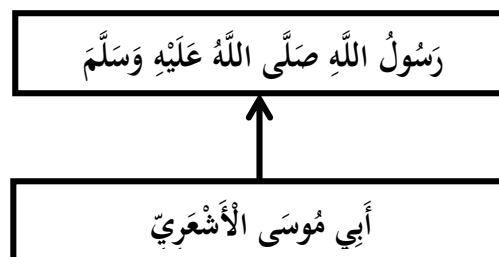 رَسُولُ اللَّهِ صَلَّى اللَّهُ عَلَيْهِ وَسَلَّمَ
أَبِي مُوسَى الْأَشْعَرِيّ